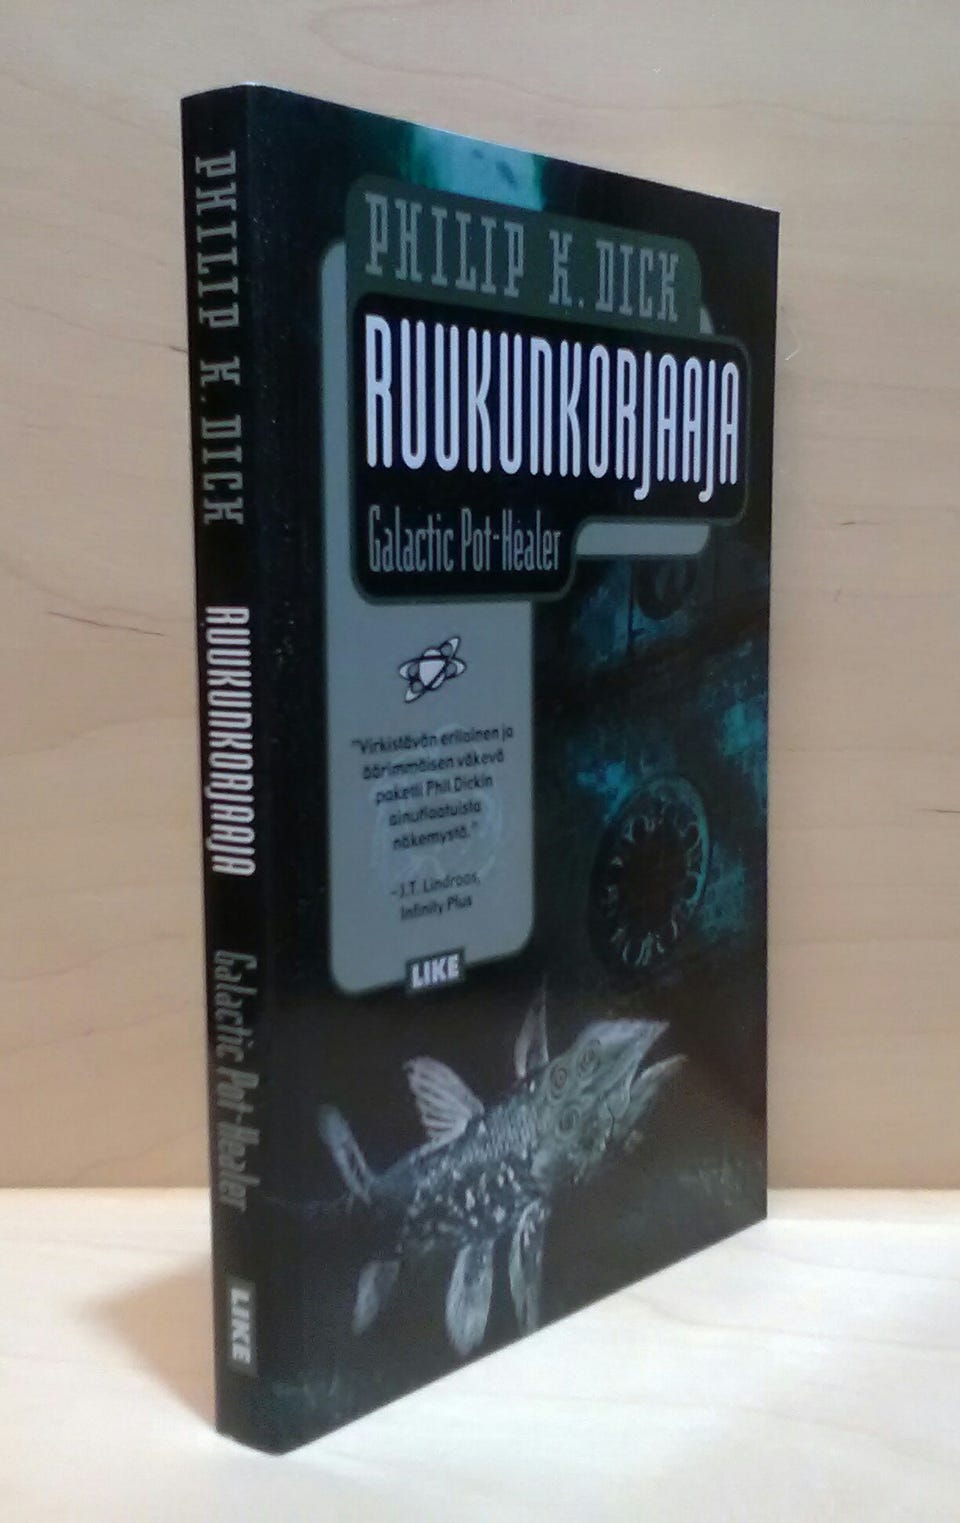 PHILIP K. DICK
RUUKUNKORJAAJA
Galactic Pot-Healer
"Virkistävän erilainen ja
äärimmäisen väkevä
paketti Phil Dickin
ainutlaatuista
näkemystä."
-J.T. Lindroos,
Infinity Plus
LIKE
PHILIP K. DICK RUUKUNKORJAAJA Galactic Pot-Healer LIKE